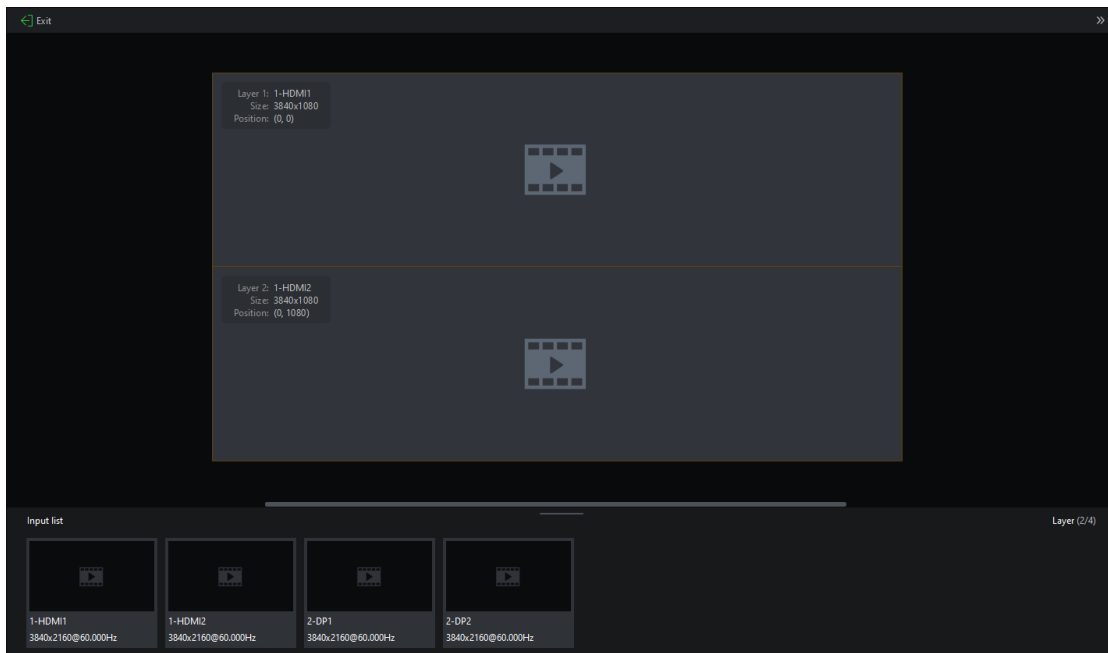 Exit
Layer 1: 1-HDMI1
Size: 3840x1080
Position: (0, 0)
Layer 2: 1-HDMI2
Size: 3840x1080
Position: (0, 1080)
Input list
Layer (2/4)
1-HDMI1
3840x2160@60.000Hz
1-HDMI2
3840x2160@60.000Hz
2-DP1
3840x2160@60.000Hz
2-DP2
3840x2160@60.000Hz